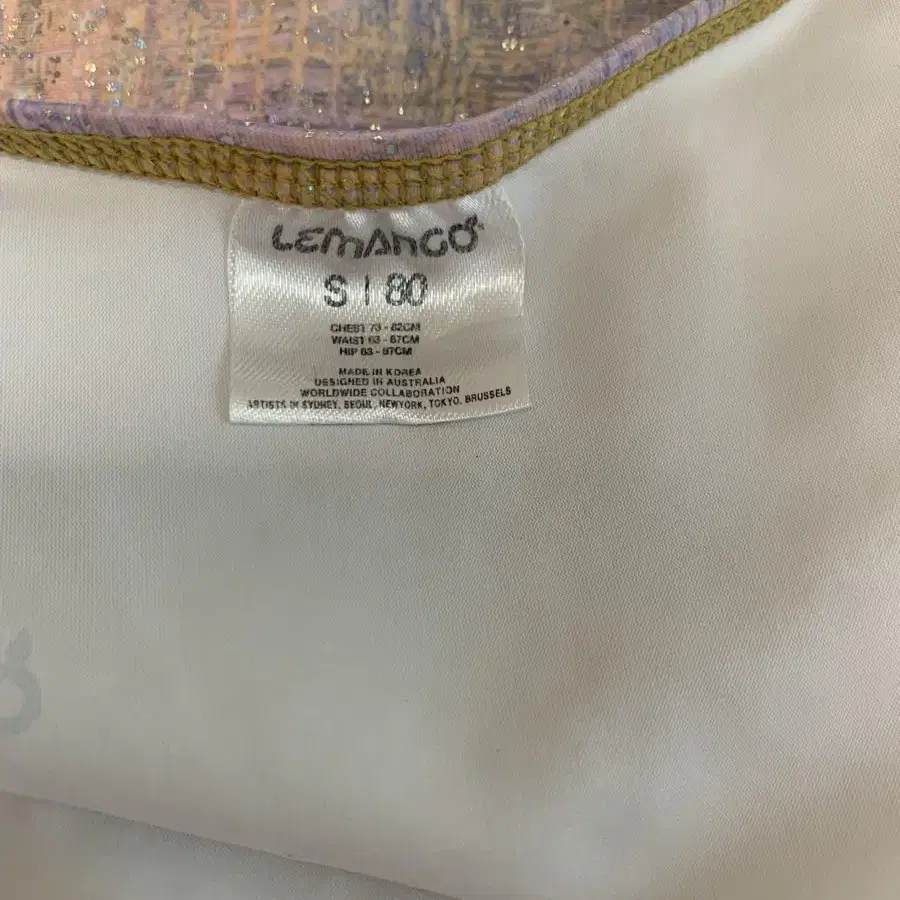 LEMANGO
S | 80
CHEST 73 - 82CM
WAIST 63 - 67CM
HIP 83 - 97CM
MADE IN KOREA
DESIGNED IN AUSTRALIA
WORLDWIDE COLLABORATION
ARTISTS IN SYDNEY, SEOUL, NEWYORK, TOKYO, BRUSSELS